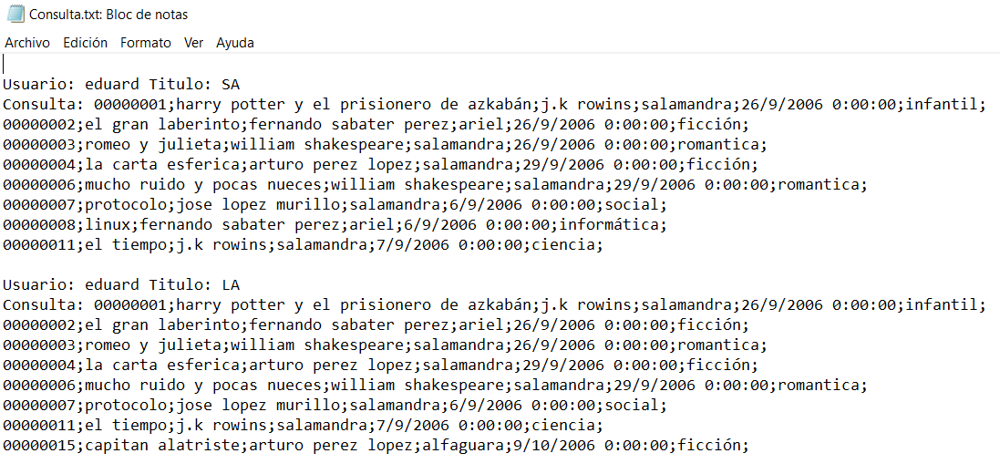 Consulta.txt: Bloc de notas
Archivo Edición Formato Ver Ayuda
Usuario: eduard Titulo: SA
Consulta: 00000001;harry potter y el prisionero de azkabán;j.k rowins;salamandra;26/9/2006 0:00:00;infantil;
00000002;el gran laberinto;fernando sabater perez;ariel;26/9/2006 0:00:00;ficción;
00000003;romeo y julieta;william shakespeare;salamandra;26/9/2006 0:00:00;romantica;
00000004;la carta esferica;arturo perez lopez;salamandra;29/9/2006 0:00:00;ficción;
00000006;mucho ruido y pocas nueces;william shakespeare;salamandra;29/9/2006 0:00:00;romantica;
00000007;protocolo;jose lopez murillo;salamandra;6/9/2006 0:00:00;social;
00000008;linux;fernando sabater perez;ariel;6/9/2006 0:00:00;informática;
00000011;el tiempo;j.k rowins;salamandra;7/9/2006 0:00:00;ciencia;
Usuario: eduard Titulo: LA
Consulta: 00000001;harry potter y el prisionero de azkabán;j.k rowins;salamandra;26/9/2006 0:00:00;infantil;
00000002;el gran laberinto;fernando sabater perez;ariel;26/9/2006 0:00:00;ficción;
00000003;romeo y julieta;william shakespeare;salamandra;26/9/2006 0:00:00;romantica;
00000004;la carta esferica;arturo perez lopez;salamandra;29/9/2006 0:00:00;ficción;
00000006;mucho ruido y pocas nueces;william shakespeare;salamandra;29/9/2006 0:00:00;romantica;
00000007;protocolo;jose lopez murillo;salamandra;6/9/2006 0:00:00;social;
00000011;el tiempo;j.k rowins;salamandra;7/9/2006 0:00:00;ciencia;
00000015;capitan alatriste;arturo perez lopez;alfaguara;9/10/2006 0:00:00;ficción;